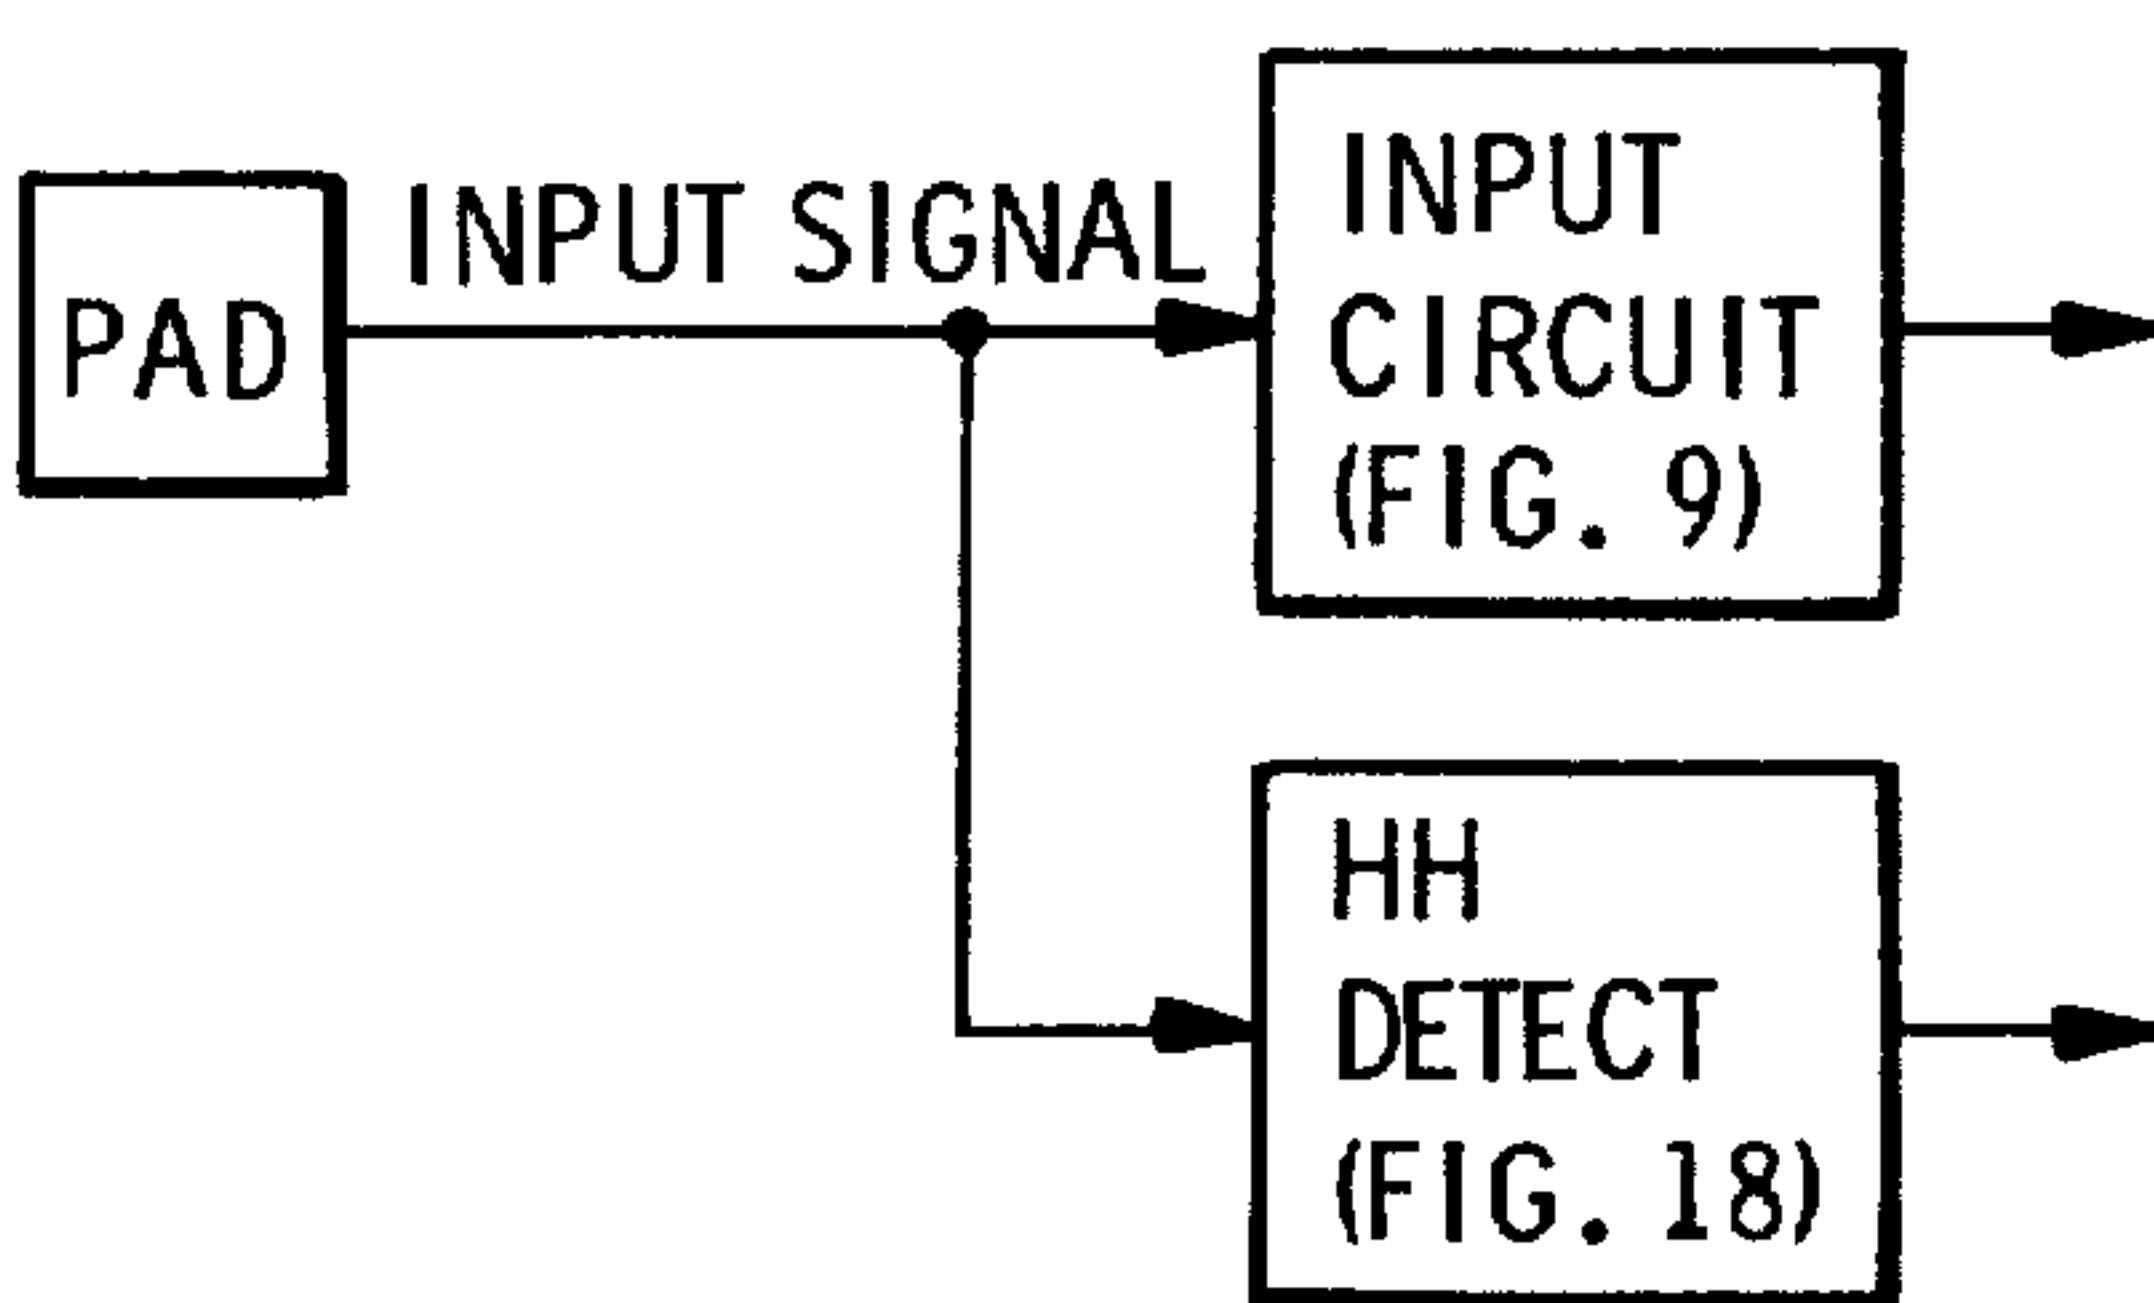 PAD
INPUT SIGNAL
INPUT
CIRCUIT
(FIG. 9)
HH
DETECT
(FIG. 18)